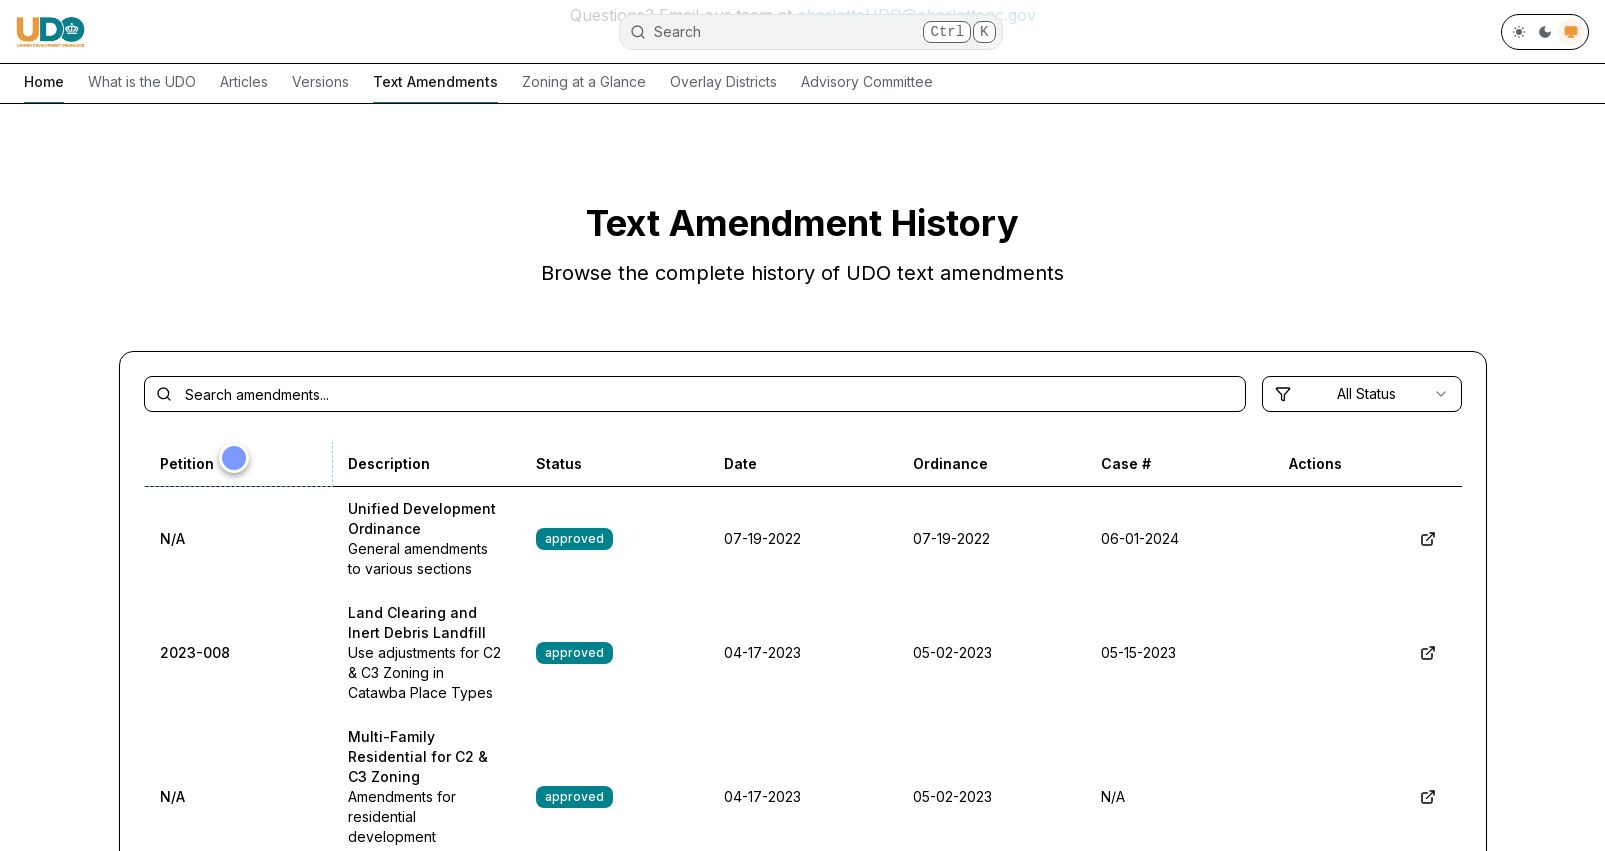 Questions? Email our team at charlotteUDO@charlottenc.gov
UDO
UNIFIED DEVELOPMENT ORDINANCE
Search
Ctrl K
Home
What is the UDO
Articles
Versions
Text Amendments
Zoning at a Glance
Overlay Districts
Advisory Committee
Text Amendment History
Browse the complete history of UDO text amendments
Search amendments...
All Status
Petition Description Status Date Ordinance Case # Actions
Unified Development
Ordinance
N/A General amendments approved 07-19-2022 07-19-2022 06-01-2024
to various sections
Land Clearing and
Inert Debris Landfill
2023-008 Use adjustments for C2 approved 04-17-2023 05-02-2023 05-15-2023
& C3 Zoning in
Catawba Place Types
Multi-Family
Residential for C2 &
C3 Zoning
N/A Amendments for approved 04-17-2023 05-02-2023 N/A
residential
development